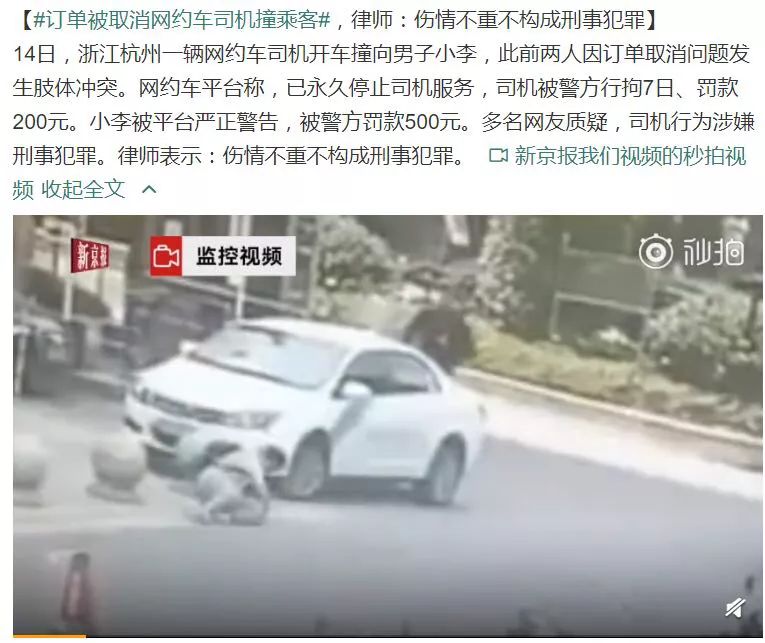 【#订单被取消网约车司机撞乘客#，律师：伤情不重不构成刑事犯罪】
14日，浙江杭州一辆网约车司机开车撞向男子小李，此前两人因订单取消问题发
生肢体冲突。网约车平台称，已永久停止司机服务，司机被警方行拘7日、罚款
200元。小李被平台严正警告，被警方罚款500元。多名网友质疑，司机行为涉嫌
刑事犯罪。律师表示：伤情不重不构成刑事犯罪。 新京报我们视频的秒拍视
频 收起全文
新京报
监控视频
秒拍